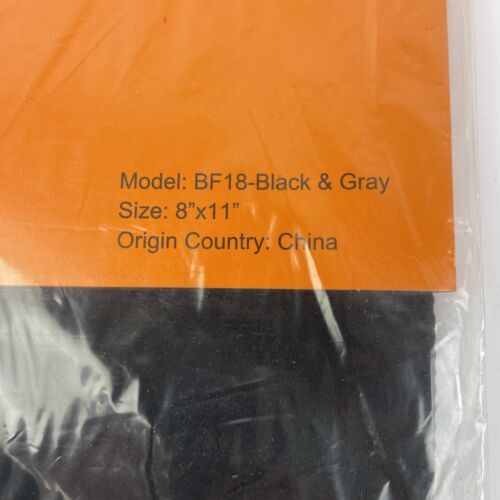 Model: BF18-Black & Gray
Size: 8”x11”
Origin Country: China